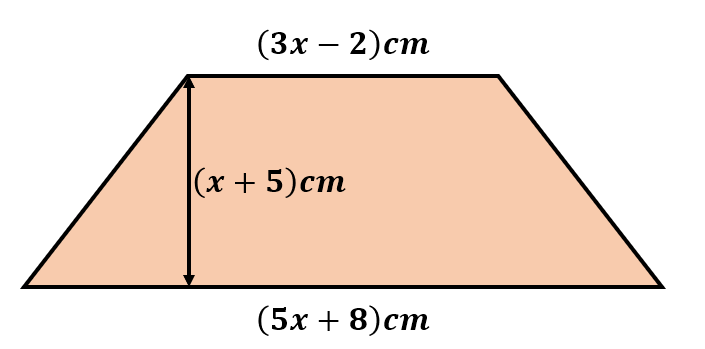 (3x − 2)cm
(x + 5)cm
(5x + 8)cm